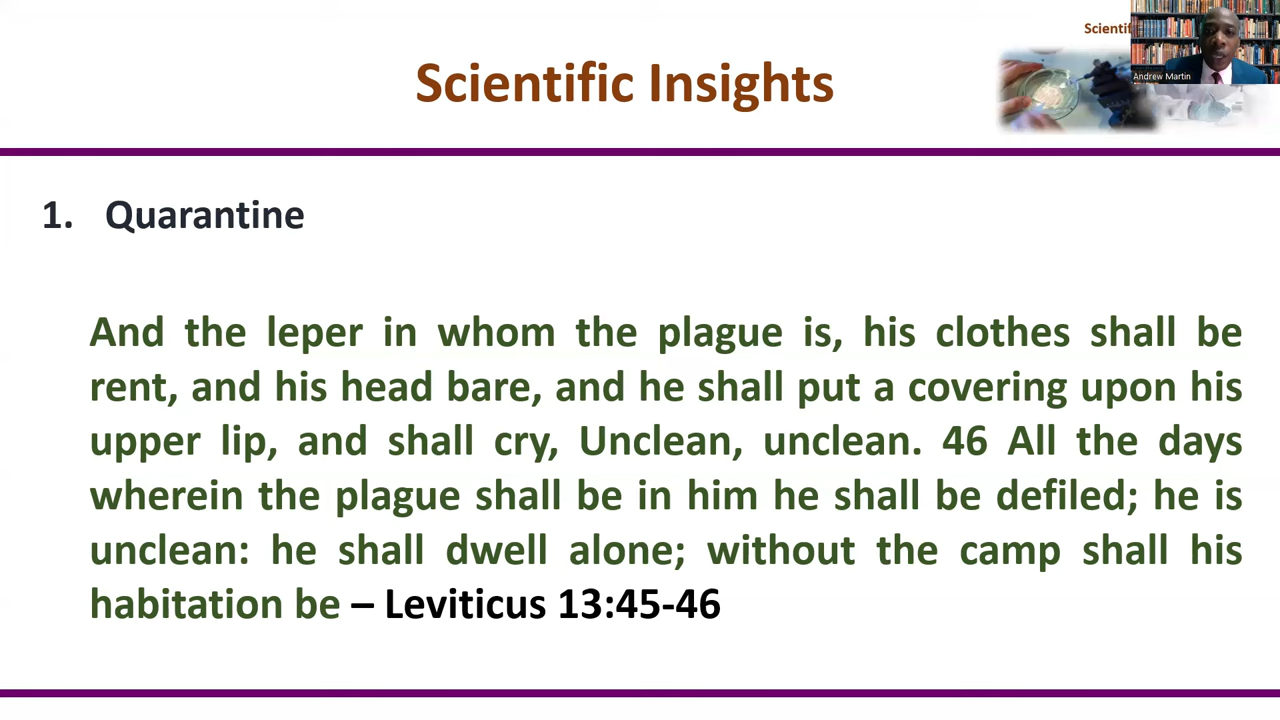 Scientif
Scientific Insights
Andrew Martin
1. Quarantine
And the leper in whom the plague is, his clothes shall be
rent, and his head bare, and he shall put a covering upon his
upper lip, and shall cry, Unclean, unclean. 46 All the days
wherein the plague shall be in him he shall be defiled; he is
unclean: he shall dwell alone; without the camp shall his
habitation be – Leviticus 13:45-46